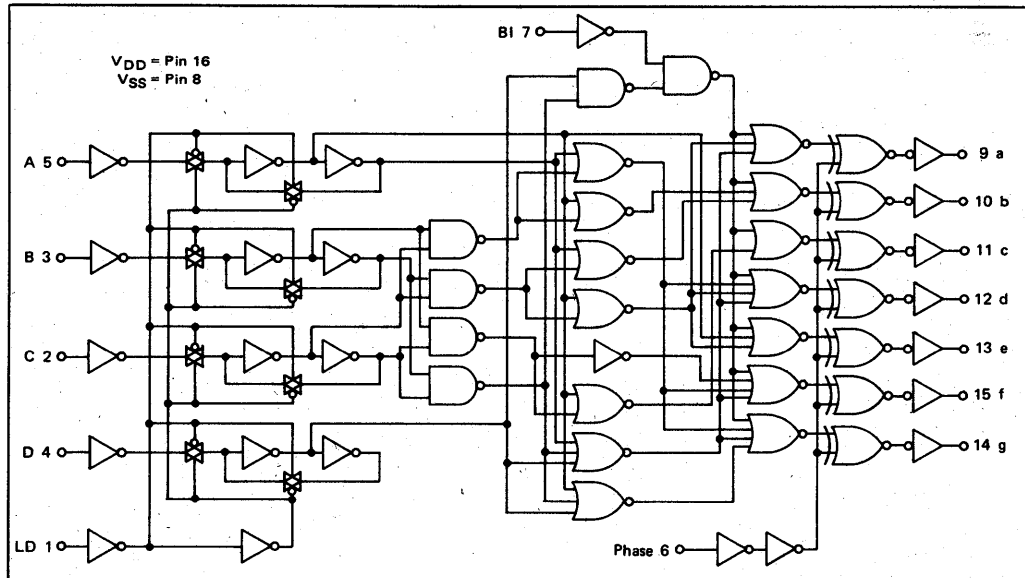 BI 7
VDD = Pin 16
VSS = Pin 8
A 5
B 3
C 2
D 4
LD 1
Phase 6
9 a
10 b
11 c
12 d
13 e
15 f
14 g